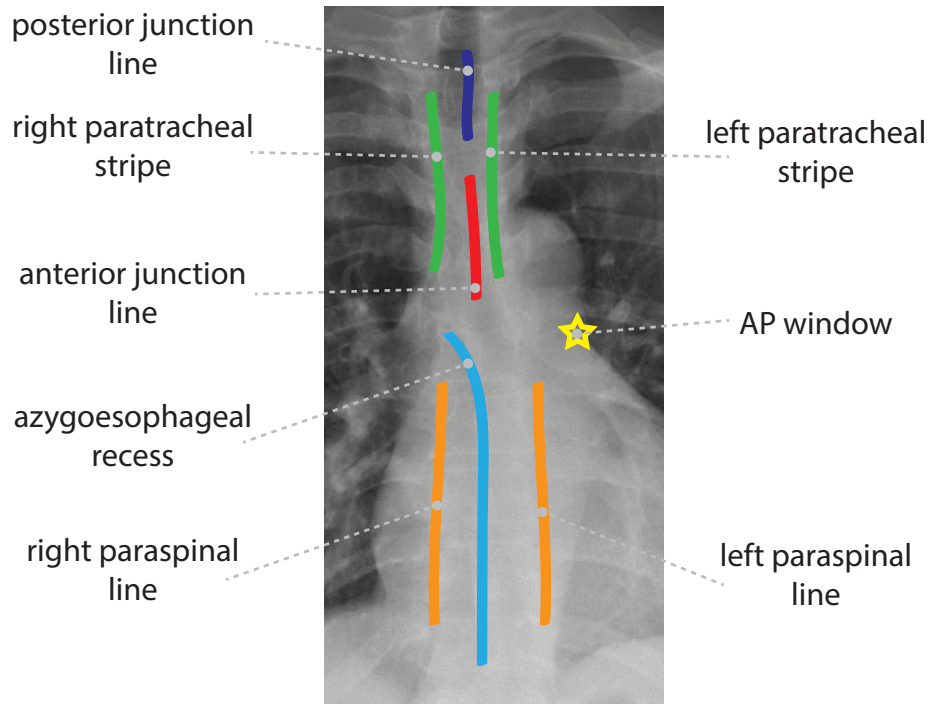 posterior junction
line
right paratracheal
stripe
anterior junction
line
azygoesophageal
recess
right paraspinal
line
left paratracheal
stripe
AP window
left paraspinal
line